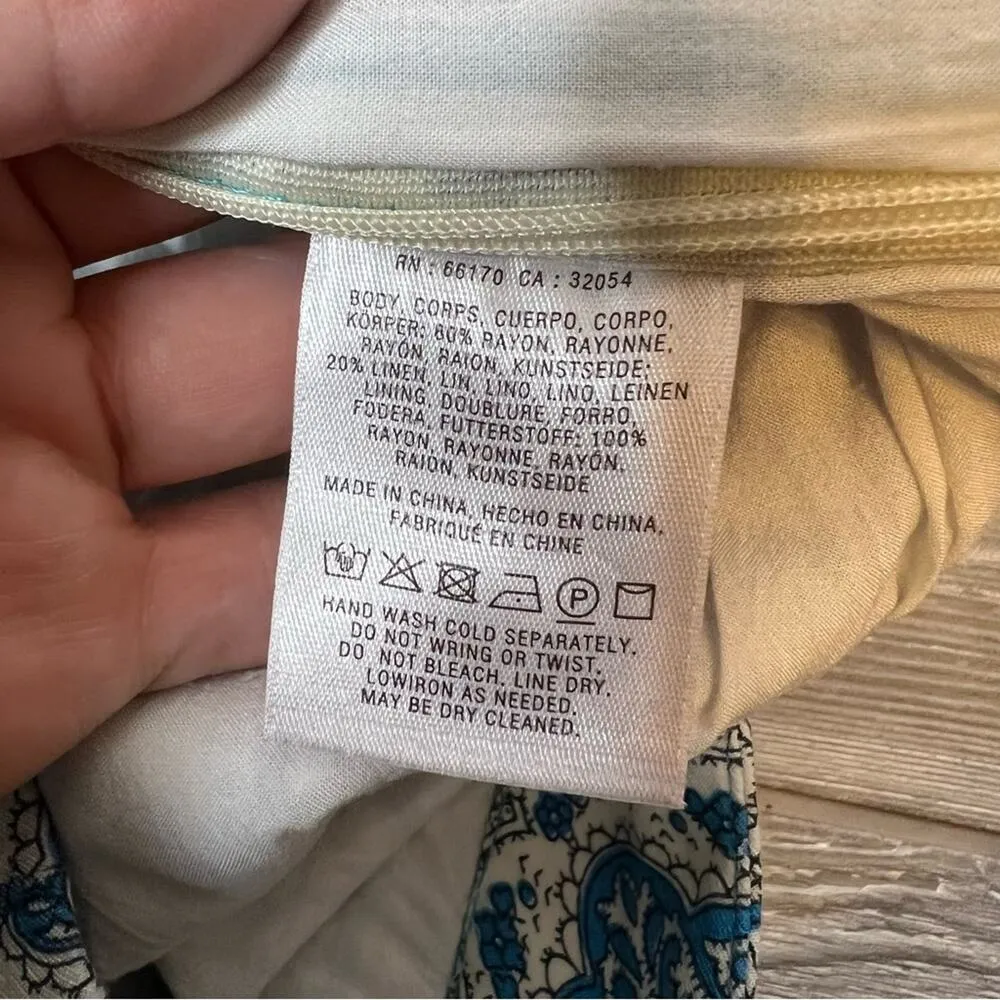 RN : 66170 CA : 32054
BODY, CORPS, CUERPO, CORPO,
KÖRPER: 80% RAYON, RAYONNE,
RAYON, RAION, KUNSTSEIDE;
20% LINEN, LIN, LINO, LINO, LEINEN
LINING, DOUBLURE, FORRO,
FODERA, FUTTERSTOFF: 100%
RAYON, RAYONNE, RAYÓN,
RAION, KUNSTSEIDE
MADE IN CHINA, HECHO EN CHINA,
FABRIQUÉ EN CHINE
P
HAND WASH COLD SEPARATELY.
DO NOT WRING OR TWIST.
DO NOT BLEACH. LINE DRY.
LOWIRON AS NEEDED.
MAY BE DRY CLEANED.